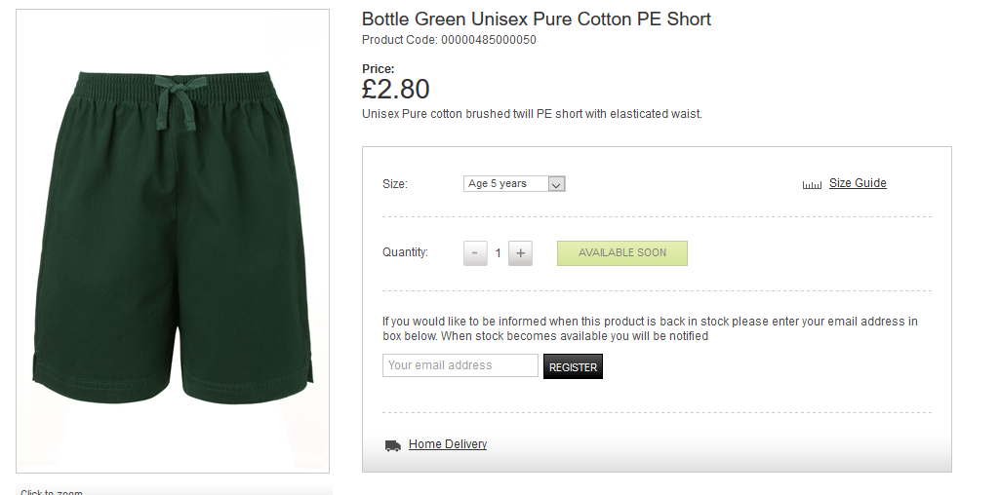 Bottle Green Unisex Pure Cotton PE Short
Product Code: 00000485000050
Price:
£2.80
Unisex Pure cotton brushed twill PE short with elasticated waist.
Size:
Age 5 years
Size Guide
Quantity:
-
1
+
AVAILABLE SOON
If you would like to be informed when this product is back in stock please enter your email address in
box below. When stock becomes available you will be notified
Your email address
REGISTER
Home Delivery
Click to zoom